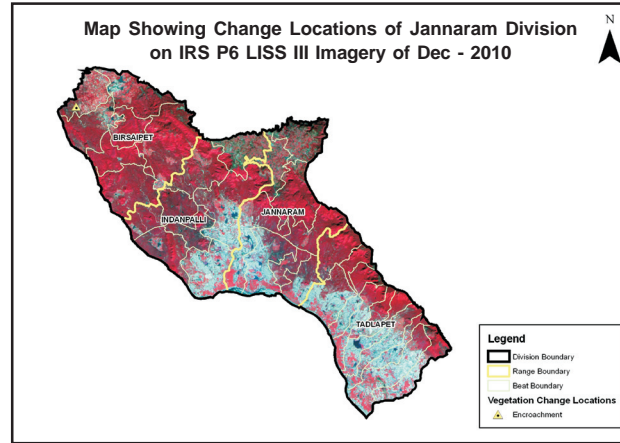 Map Showing Change Locations of Jannaram Division
on IRS P6 LISS III Imagery of Dec - 2010
N
BIRSAIPET
INDANPALLI
JANNARAM
TADLAPET
Legend
Division Boundary
Range Boundary
Beat Boundary
Vegetation Change Locations
Encroachment